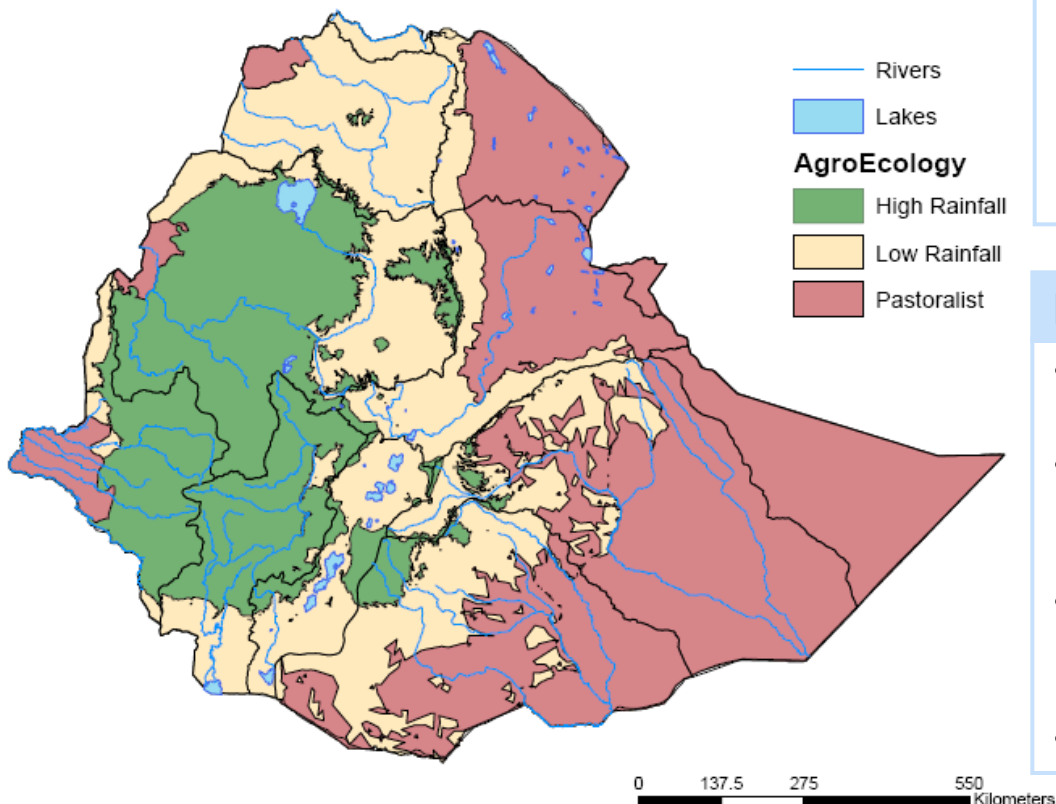 Rivers
Lakes
AgroEcology
High Rainfall
Low Rainfall
Pastoralist
0 137.5 275 550
Kilometers